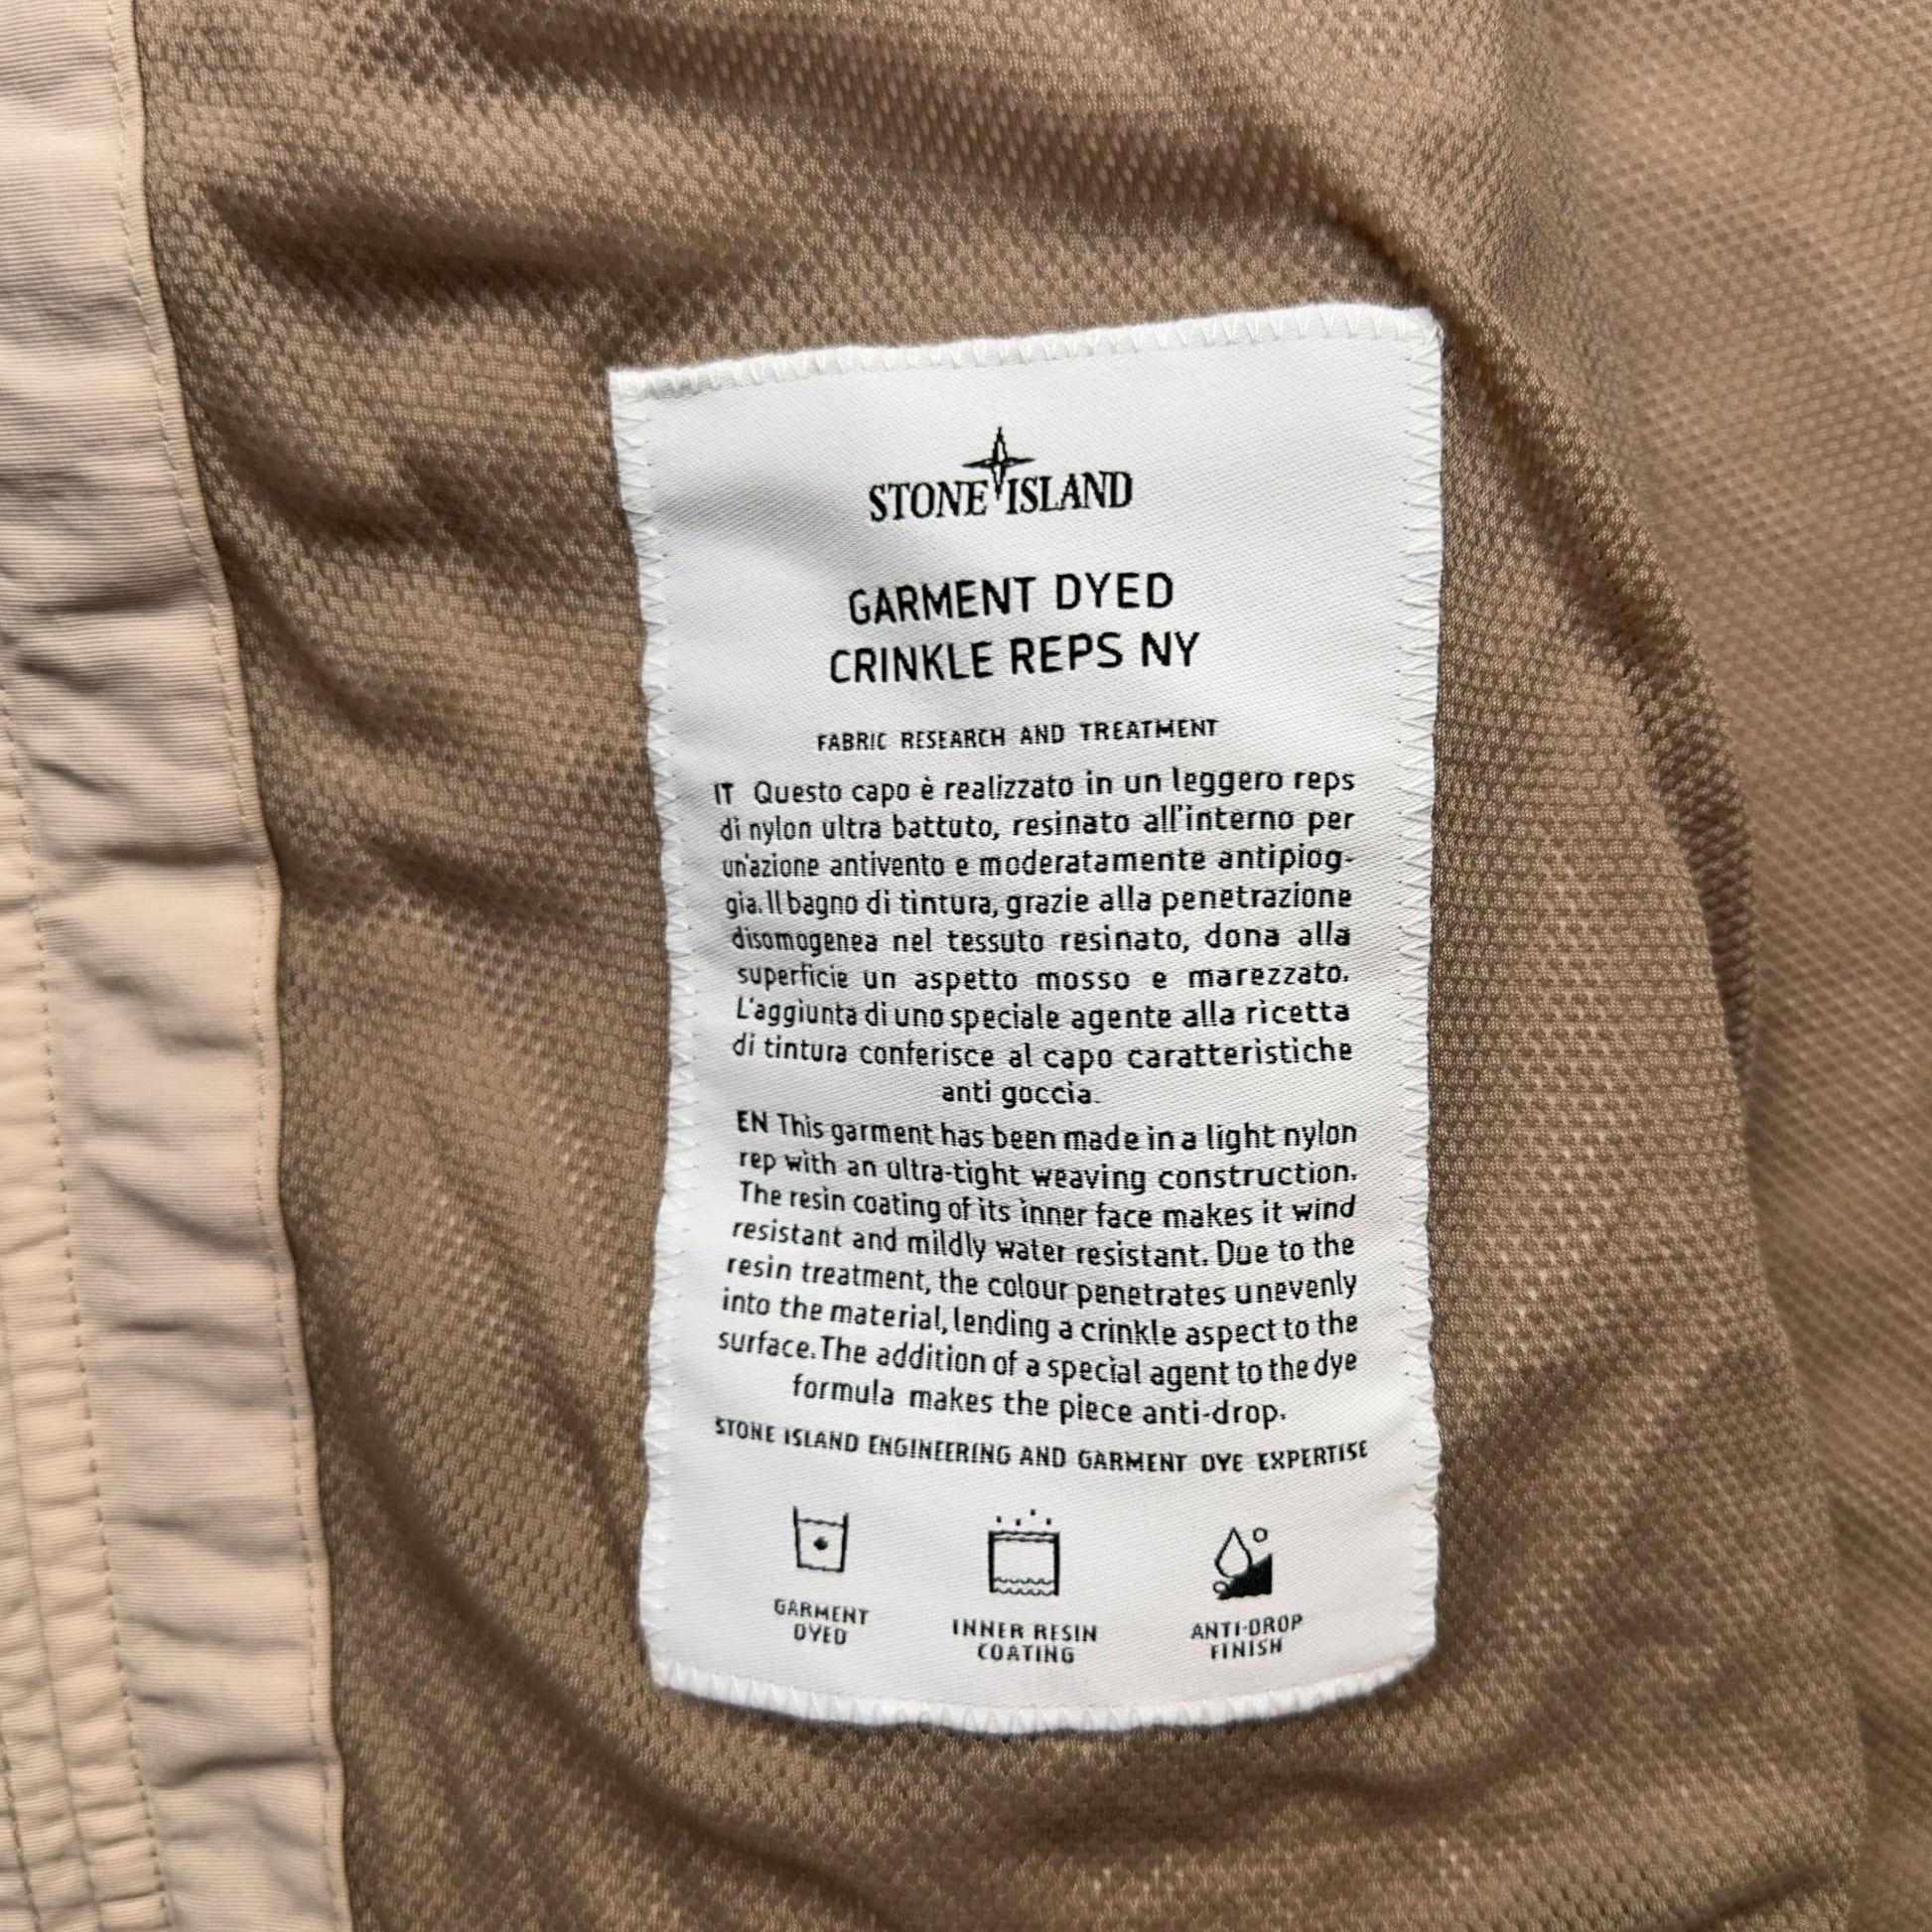 STONE ISLAND
GARMENT DYED
CRINKLE REPS NY
FABRIC RESEARCH AND TREATMENT
IT Questo capo è realizzato in un leggero reps
di nylon ultra battuto, resinato all'interno per
un'azione antivento e moderatamente antipiog-
gia. Il bagno di tintura, grazie alla penetrazione
disomogenea nel tessuto resinato, dona alla
superficie un aspetto mosso e marezzato.
L'aggiunta di uno speciale agente alla ricetta
di tintura conferisce al capo caratteristiche
anti goccia.
EN This garment has been made in a light nylon
rep with an ultra-tight weaving construction.
The resin coating of its inner face makes it wind
resistant and mildly water resistant. Due to the
resin treatment, the colour penetrates unevenly
into the material, lending a crinkle aspect to the
surface. The addition of a special agent to the dye
formula makes the piece anti-drop.
STONE ISLAND ENGINEERING AND GARMENT DYE EXPERTISE
GARMENT
DYED
INNER RESIN
COATING
ANTI-DROP
FINISH